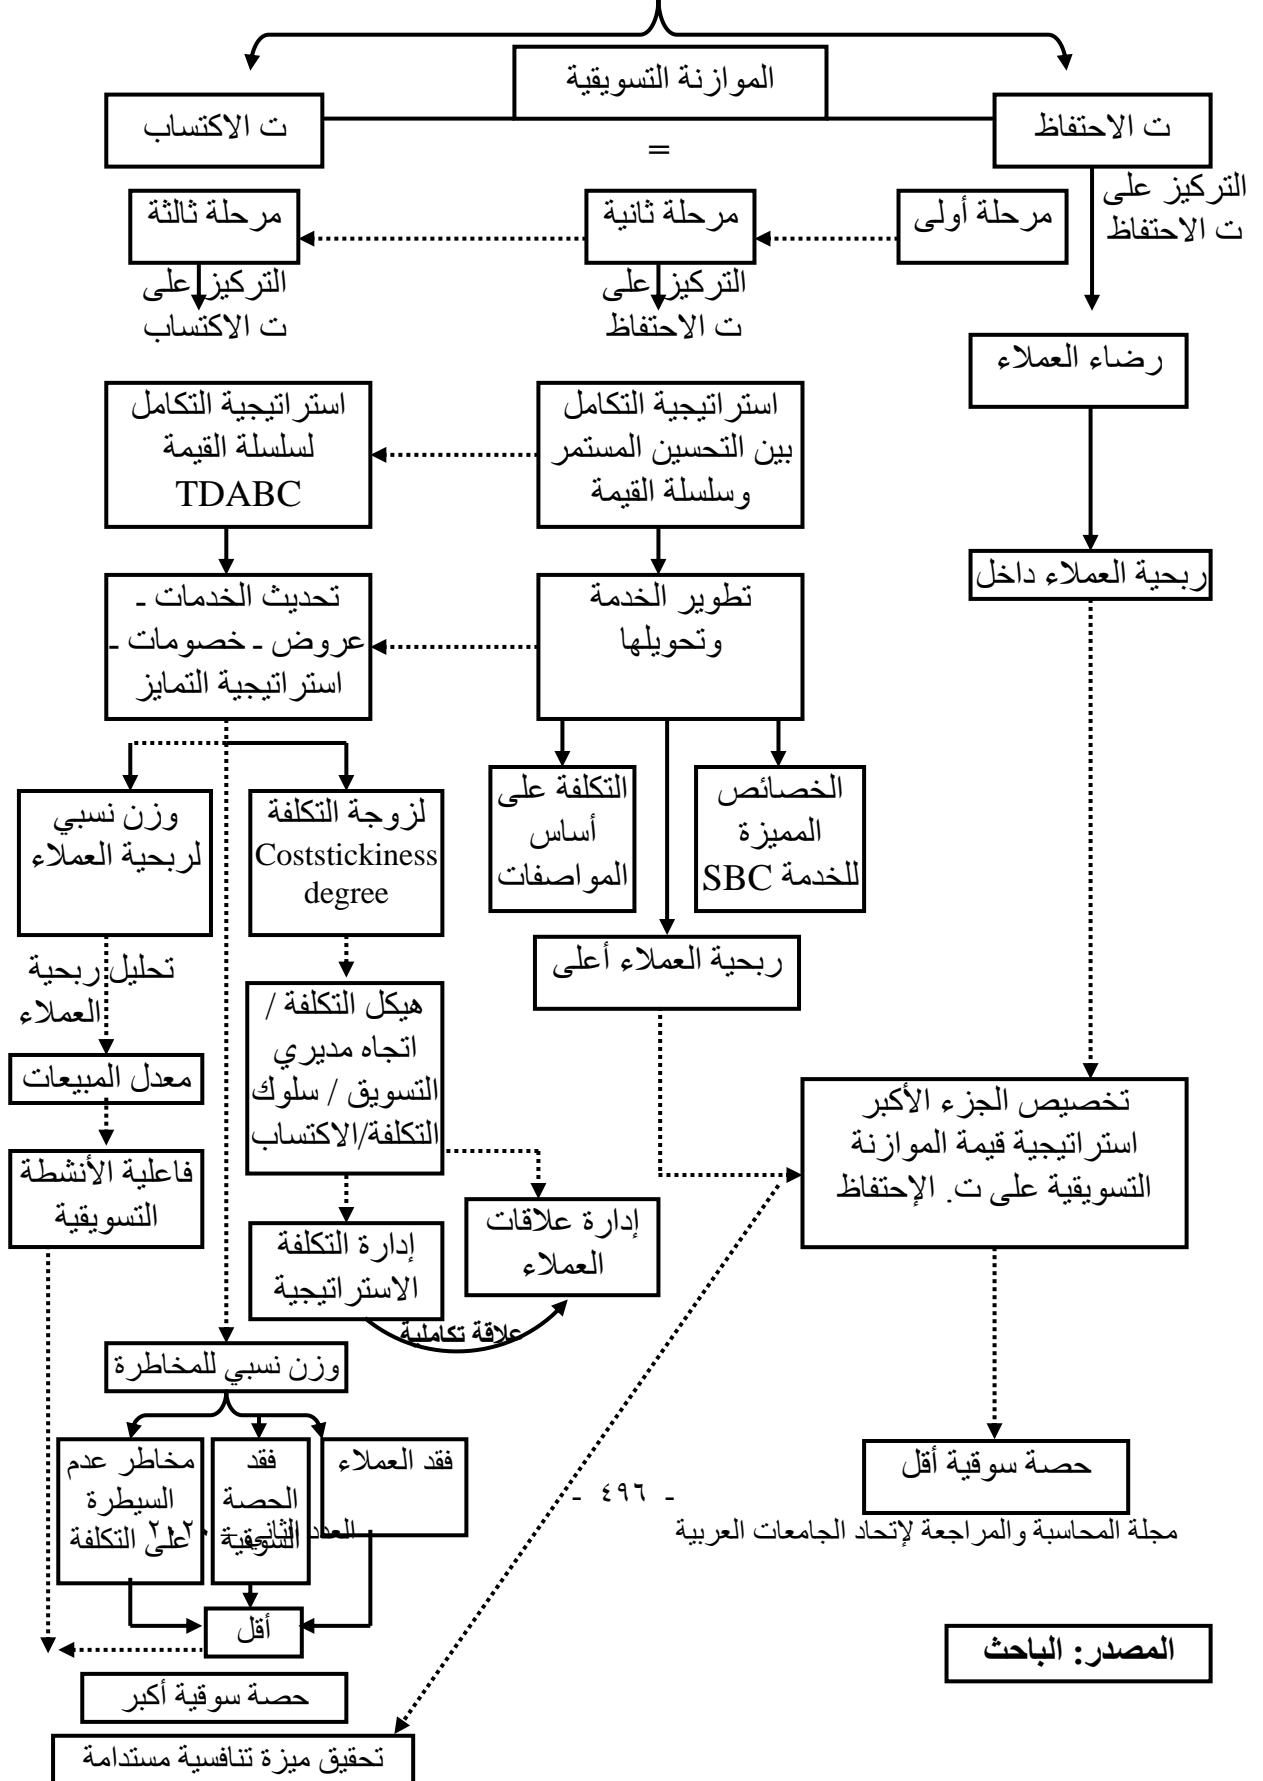 الموازنة التسويقية
ت الاحتفاظ
ت الاكتساب
=
التركيز على
ت الاحتفاظ
مرحلة أولى
مرحلة ثانية
مرحلة ثالثة
التركيز على
ت الاحتفاظ
التركيز على
ت الاكتساب
رضاء العملاء
استراتيجية التكامل
بين التحسين المستمر
وسلسلة القيمة
استراتيجية التكامل
لسلسلة القيمة
TDABC
ربحية العملاء داخل
تطوير الخدمة
وتحويلها
تحديث الخدمات -
عروض - خصومات -
استراتيجية التمايز
الخصائص
المميزة
للخدمة SBC
التكلفة على
أساس
المواصفات
لزوجة التكلفة
Coststickiness
degree
وزن نسبي
لربحية العملاء
ربحية العملاء أعلى
تحليل ربحية
العملاء
هيكل التكلفة /
اتجاه مديري
التسويق / سلوك
التكلفة/الاكتساب
معدل المبيعات
تخصيص الجزء الأكبر
استراتيجية قيمة الموازنة
التسويقية على ت. الإحتفاظ
فاعلية الأنشطة
التسويقية
إدارة علاقات
العملاء
إدارة التكلفة
الاستراتيجية
علاقة تكاملية
وزن نسبي للمخاطرة
فقد العملاء
فقد
الحصة
السوقية
مخاطر عدم
السيطرة
على التكلفة
حصة سوقية أقل
- ٤٩٦ -
مجلة المحاسبة والمراجعة لإتحاد الجامعات العربية
العدد الثاني –
أقل
المصدر: الباحث
حصة سوقية أكبر
تحقيق ميزة تنافسية مستدامة